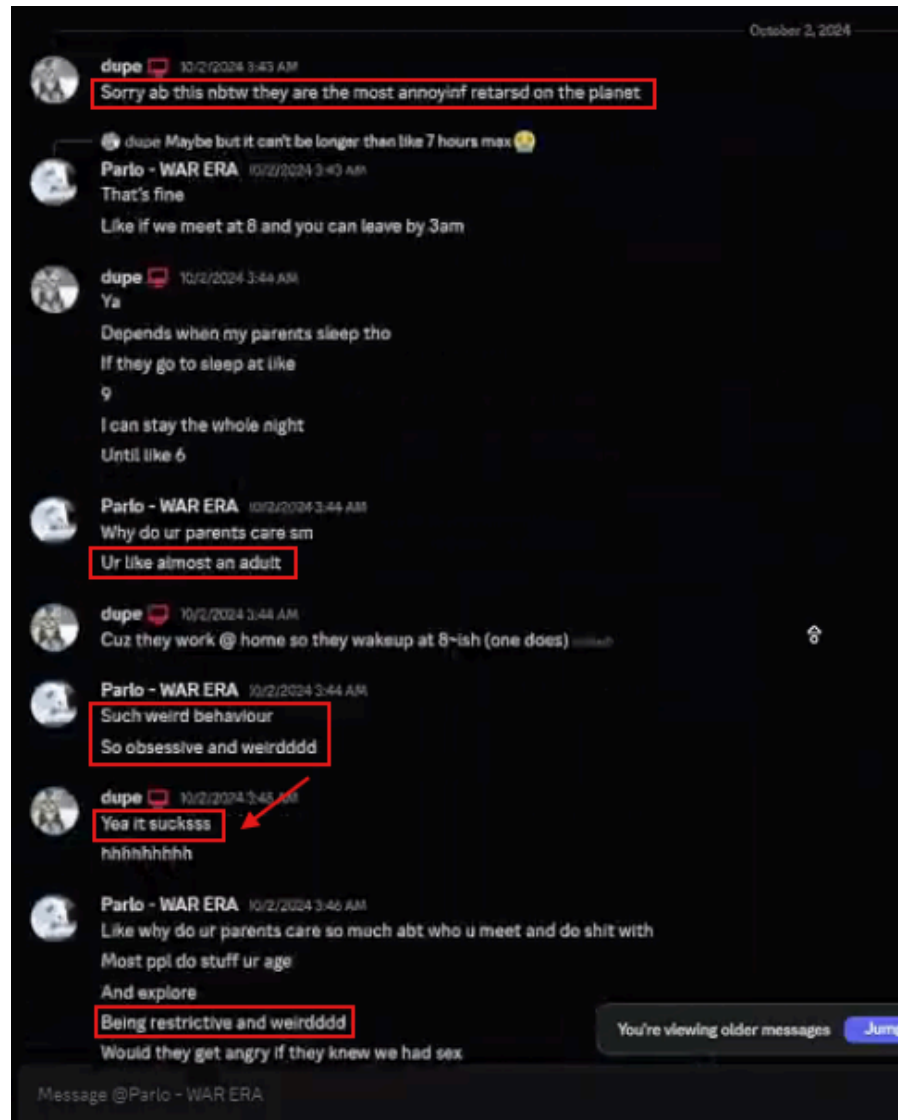 October 2, 2024
dupe 10/2/2024 3:43 AM
Sorry ab this nbtw they are the most annoyinf retarsd on the planet
dupe Maybe but it can't be longer than like 7 hours max
Parlo - WAR ERA 10/2/2024 3:43 AM
That's fine
Like if we meet at 8 and you can leave by 3am
dupe 10/2/2024 3:44 AM
Ya
Depends when my parents sleep tho
If they go to sleep at like
9
I can stay the whole night
Until like 6
Parlo - WAR ERA 10/2/2024 3:44 AM
Why do ur parents care sm
Ur like almost an adult
dupe 10/2/2024 3:44 AM
Cuz they work @ home so they wakeup at 8~ish (one does)
Parlo - WAR ERA 10/2/2024 3:44 AM
Such weird behaviour
So obsessive and weirdddd
dupe 10/2/2024 3:45 AM
Yea it sucksss
hhhhhhhhh
Parlo - WAR ERA 10/2/2024 3:46 AM
Like why do ur parents care so much abt who u meet and do shit with
Most ppl do stuff ur age
And explore
Being restrictive and weirdddd
Would they get angry if they knew we had sex
You're viewing older messages Jump
Message @Parlo - WAR ERA